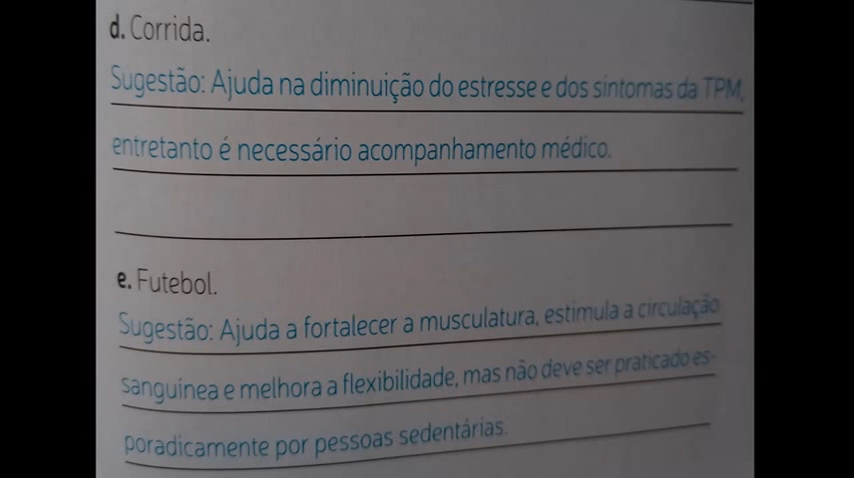 d. Corrida.
Sugestão: Ajuda na diminuição do estresse e dos sintomas da TPM,
entretanto é necessário acompanhamento médico.
e. Futebol.
Sugestão: Ajuda a fortalecer a musculatura, estimula a circulação
sanguínea e melhora a flexibilidade, mas não deve ser praticado es-
poradicamente por pessoas sedentárias.